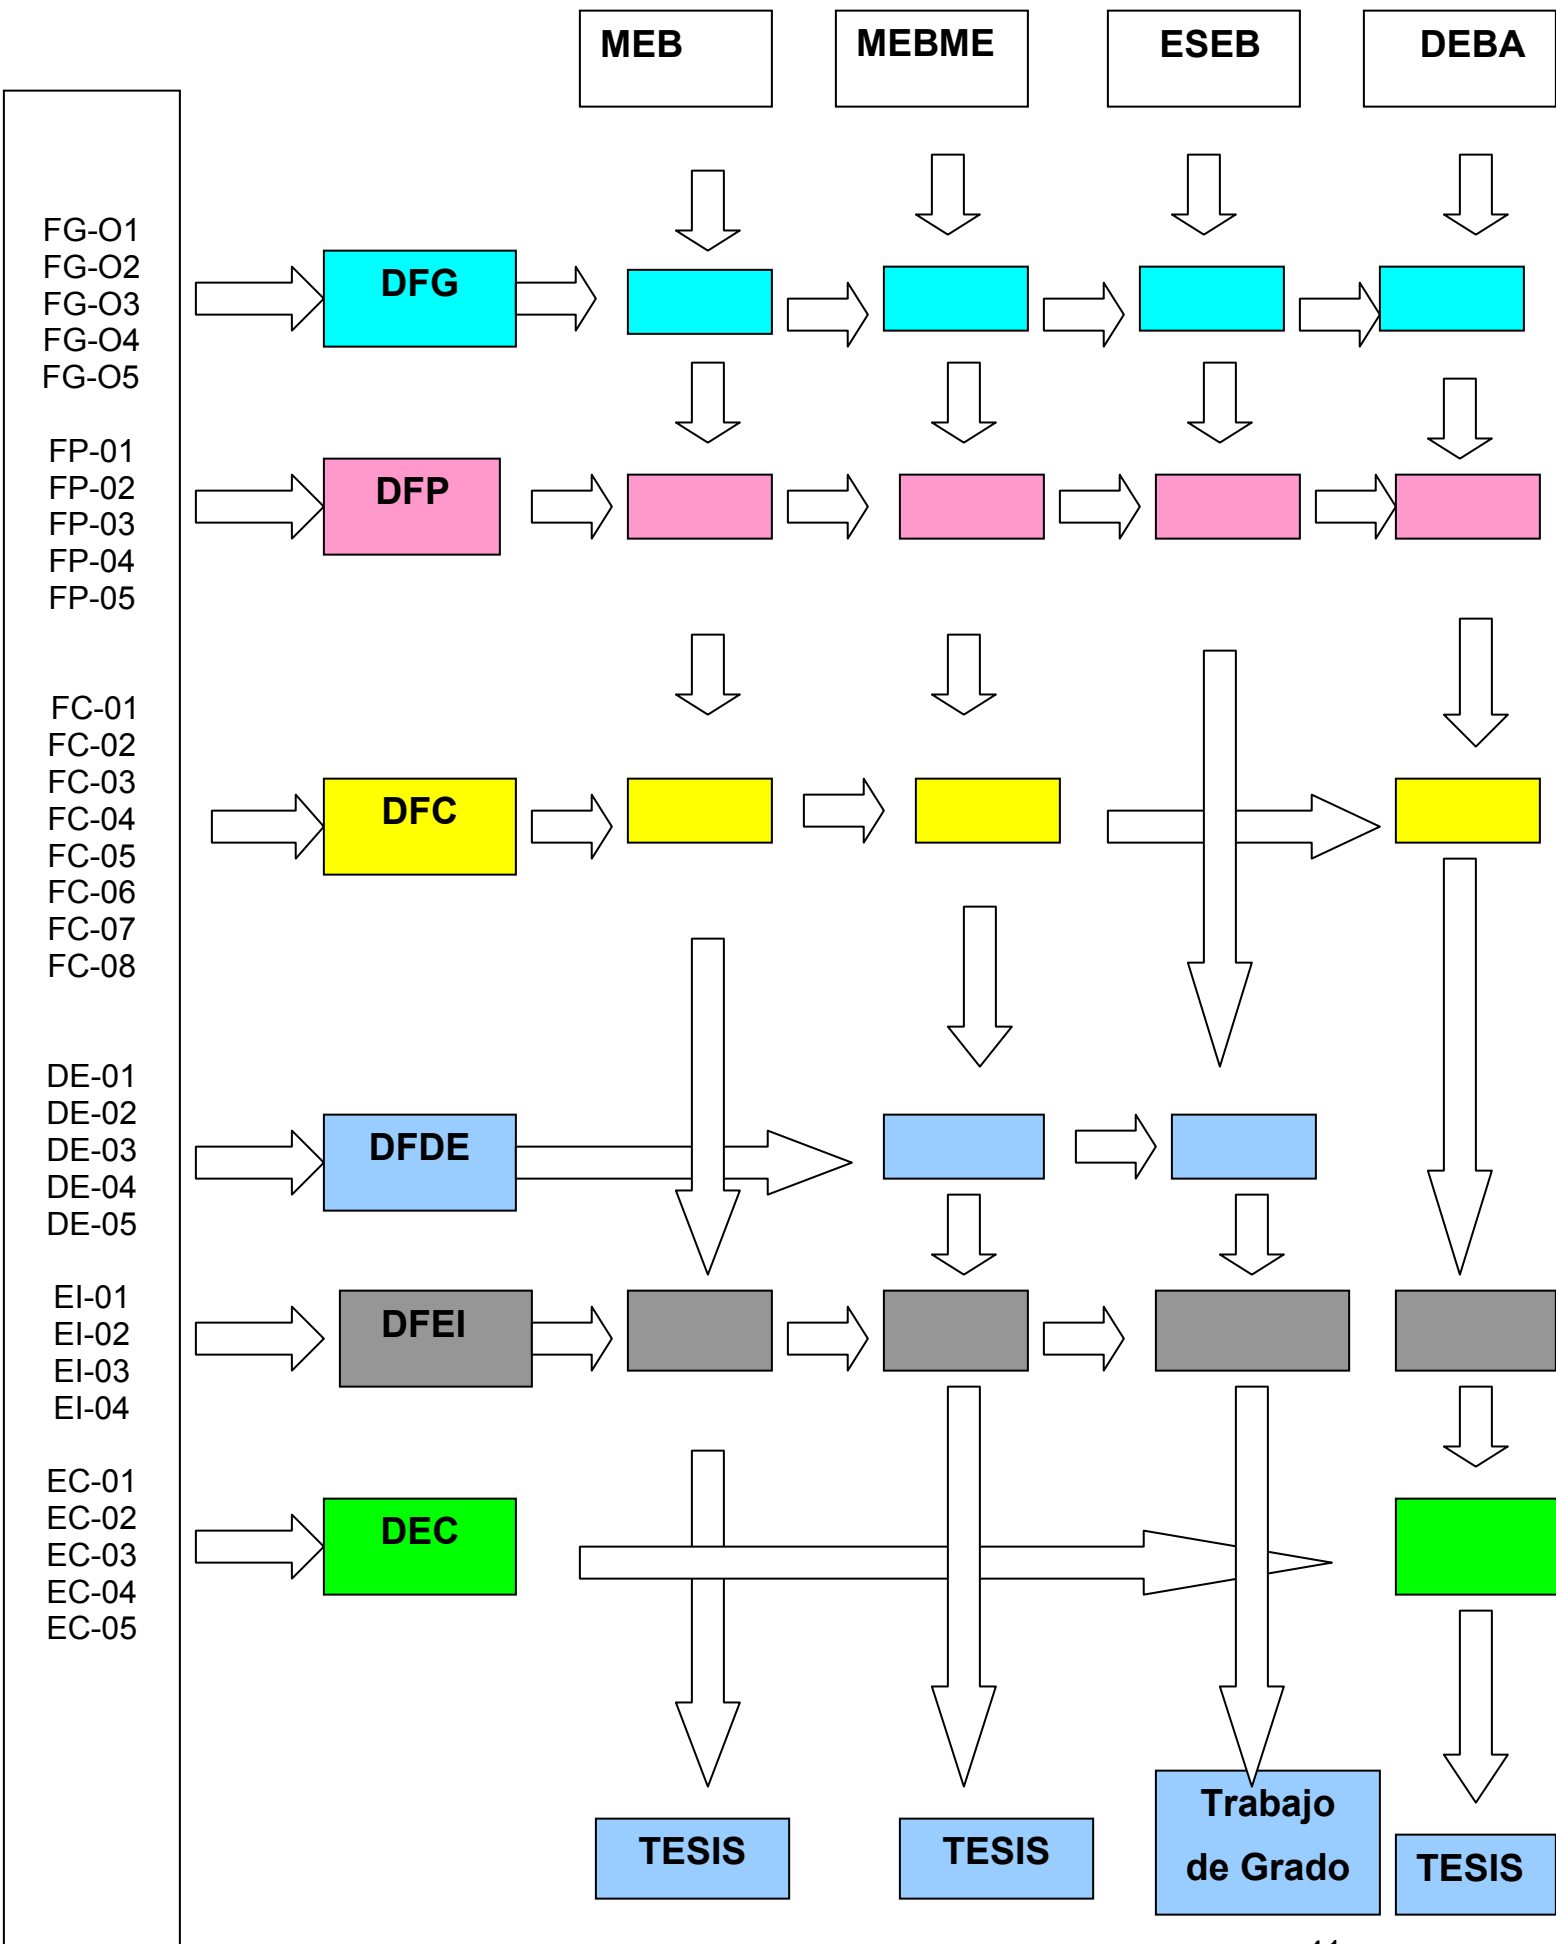 MEB
MEBME
ESEB
DEBA
FG-O1
FG-O2
FG-O3
FG-O4
FG-O5
DFG
FP-01
FP-02
FP-03
FP-04
FP-05
DFP
FC-01
FC-02
FC-03
FC-04
FC-05
FC-06
FC-07
FC-08
DFC
DE-01
DE-02
DE-03
DE-04
DE-05
DFDE
EI-01
EI-02
EI-03
EI-04
DFEI
EC-01
EC-02
EC-03
EC-04
EC-05
DEC
TESIS
TESIS
Trabajo
de Grado
TESIS